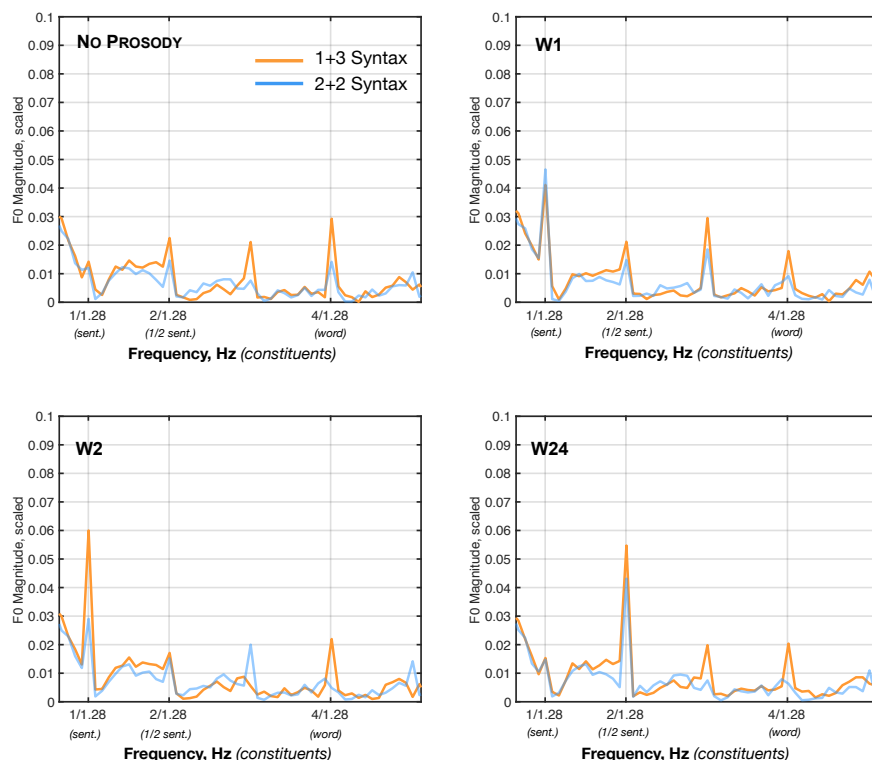 0.1
0.09
0.08
0.07
0.06
0.05
0.04
0.03
0.02
0.01
0
F0 Magnitude, scaled
NO PROSODY
1+3 Syntax
2+2 Syntax
1/1.28 2/1.28 4/1.28
(sent.) (1/2 sent.) (word)
Frequency, Hz (constituents)
0.1
0.09
0.08
0.07
0.06
0.05
0.04
0.03
0.02
0.01
0
F0 Magnitude, scaled
W1
1/1.28 2/1.28 4/1.28
(sent.) (1/2 sent.) (word)
Frequency, Hz (constituents)
0.1
0.09
0.08
0.07
0.06
0.05
0.04
0.03
0.02
0.01
0
F0 Magnitude, scaled
W2
1/1.28 2/1.28 4/1.28
(sent.) (1/2 sent.) (word)
Frequency, Hz (constituents)
0.1
0.09
0.08
0.07
0.06
0.05
0.04
0.03
0.02
0.01
0
F0 Magnitude, scaled
W24
1/1.28 2/1.28 4/1.28
(sent.) (1/2 sent.) (word)
Frequency, Hz (constituents)